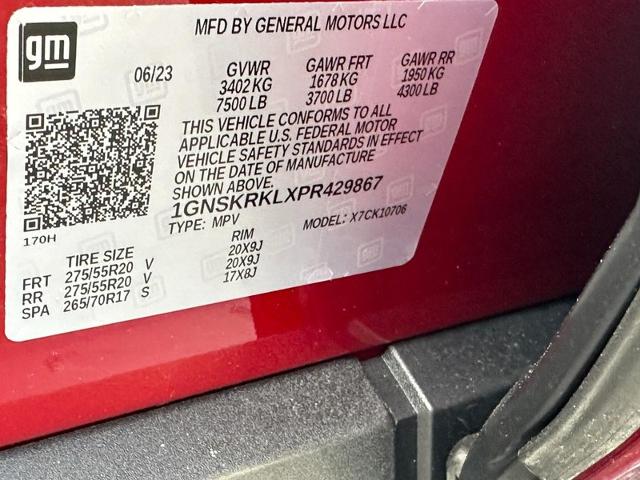 gm
MFD BY GENERAL MOTORS LLC
06/23 GVWR GAWR FRT GAWR RR
3402 KG 1678 KG 1950 KG
7500 LB 3700 LB 4300 LB
THIS VEHICLE CONFORMS TO ALL
APPLICABLE U.S. FEDERAL MOTOR
VEHICLE SAFETY STANDARDS IN EFFECT
ON THE DATE OF MANUFACTURE
SHOWN ABOVE.
1GNSKRKLXPR429867
170H
TYPE: MPV MODEL: X7CK10706
TIRE SIZE RIM
FRT 275/55R20 V 20X9J
RR 275/55R20 V 20X9J
SPA 265/70R17 S 17X8J